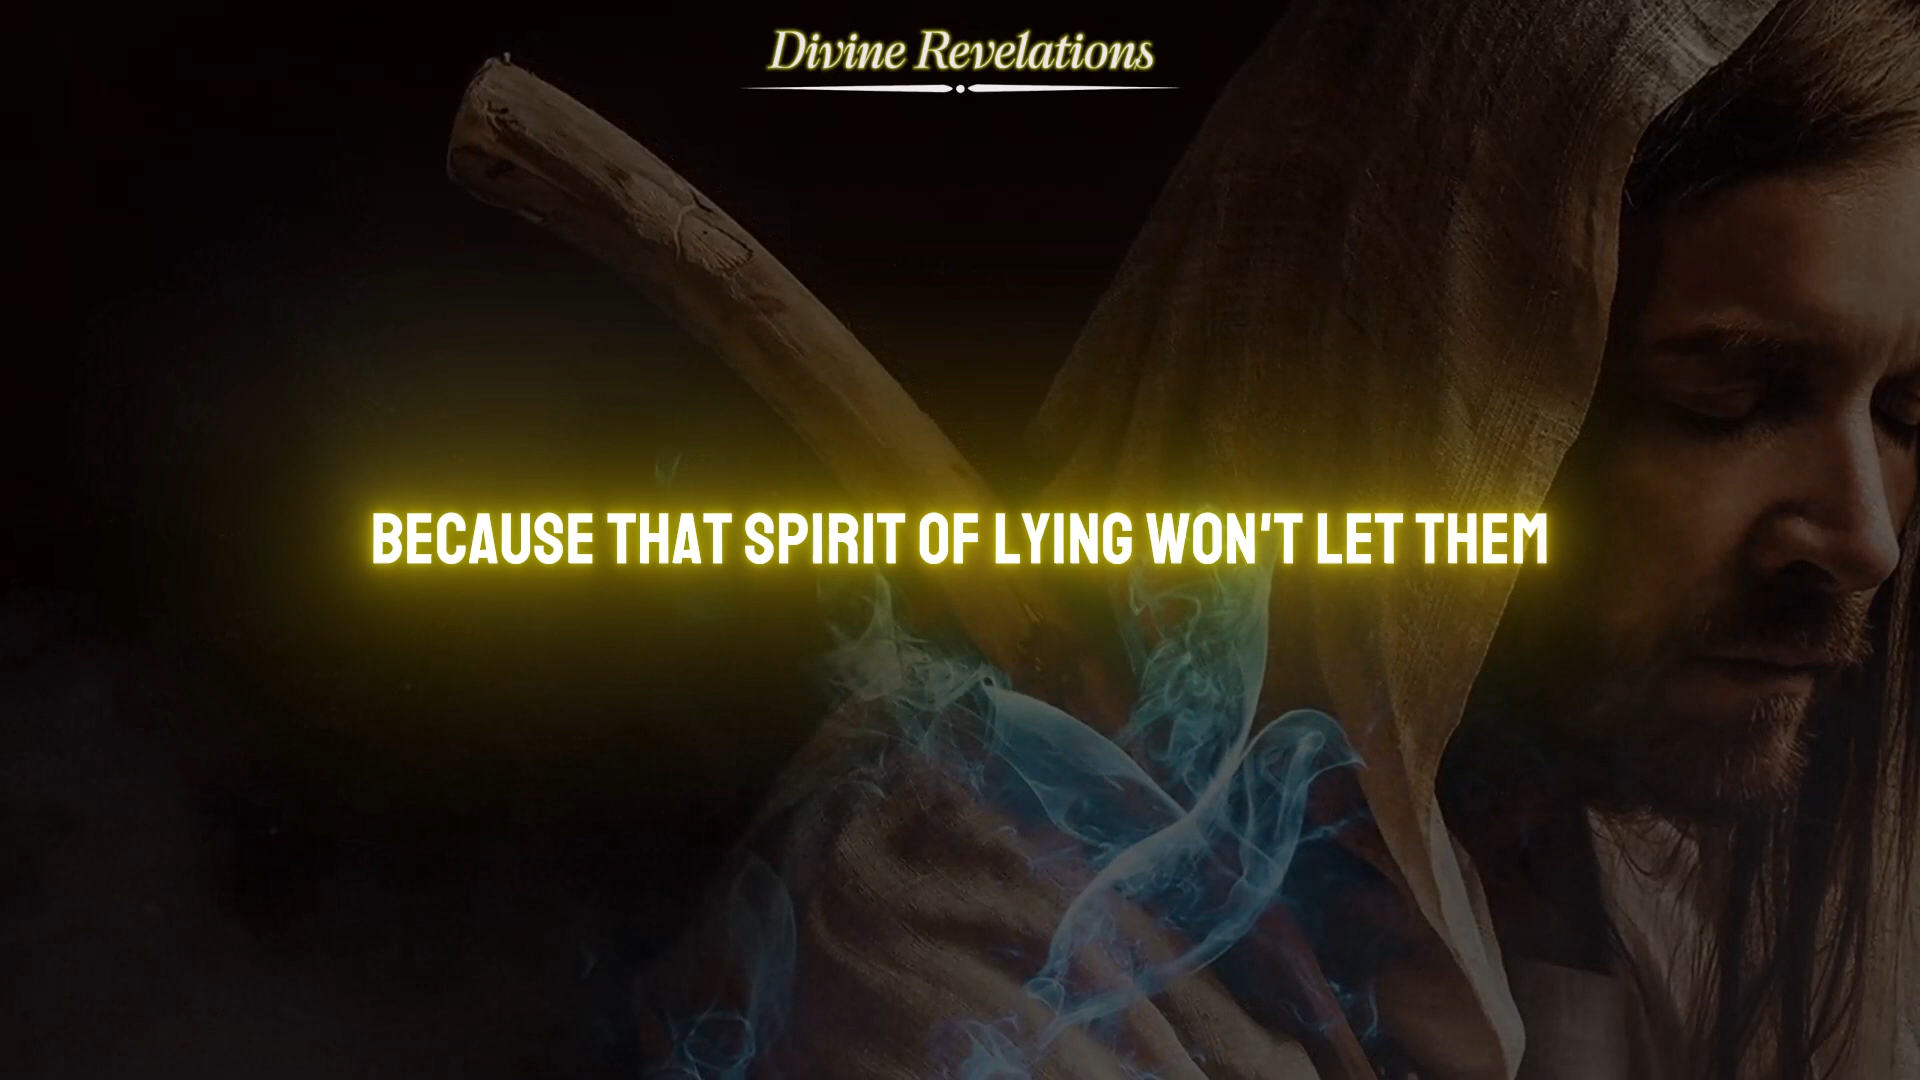 Divine Revelations
BECAUSE THAT SPIRIT OF LYING WON'T LET THEM